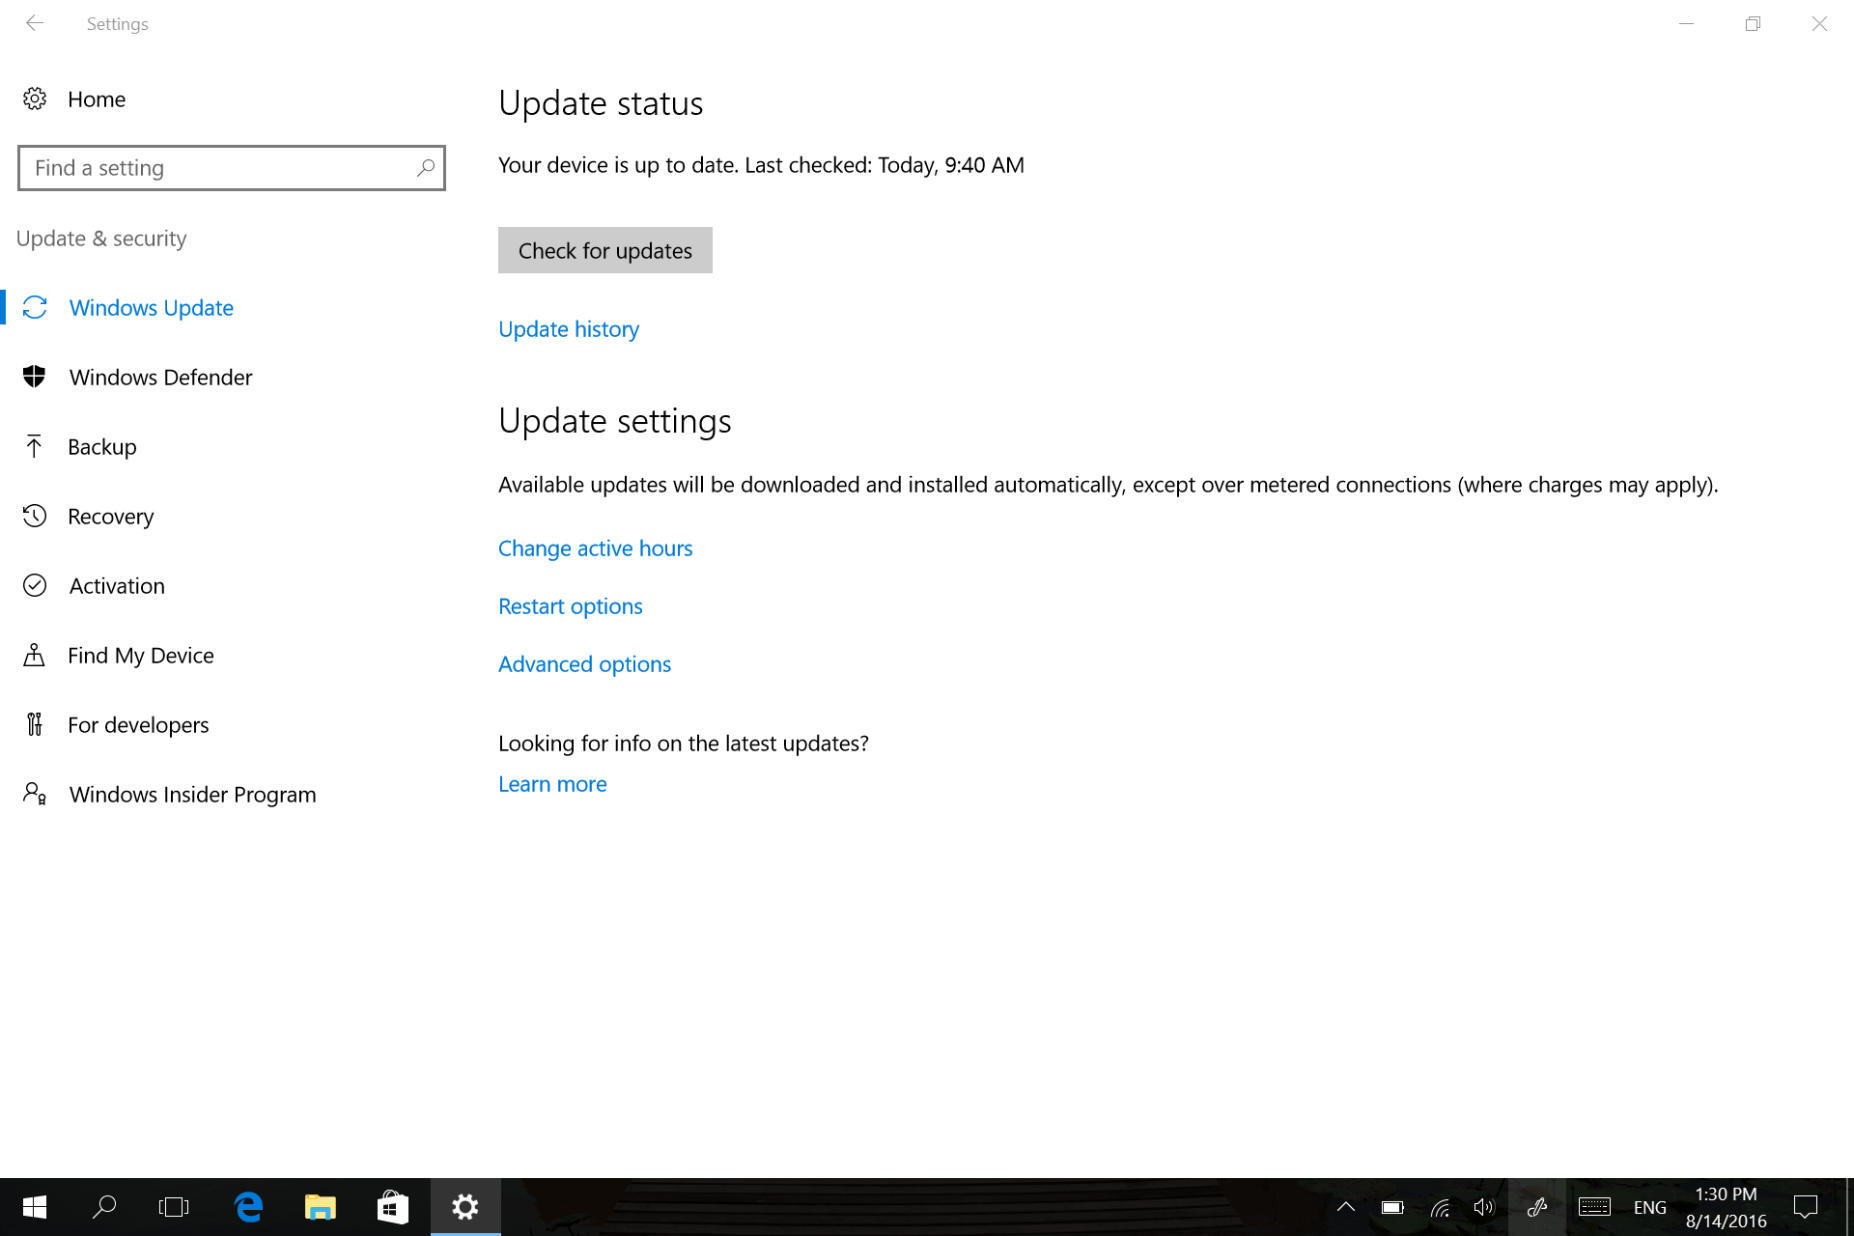 Settings
Home
Find a setting
Update & security
Windows Update
Windows Defender
Backup
Recovery
Activation
Find My Device
For developers
Windows Insider Program
Update status
Your device is up to date. Last checked: Today, 9:40 AM
Check for updates
Update history
Update settings
Available updates will be downloaded and installed automatically, except over metered connections (where charges may apply).
Change active hours
Restart options
Advanced options
Looking for info on the latest updates?
Learn more
ENG
1:30 PM
8/14/2016